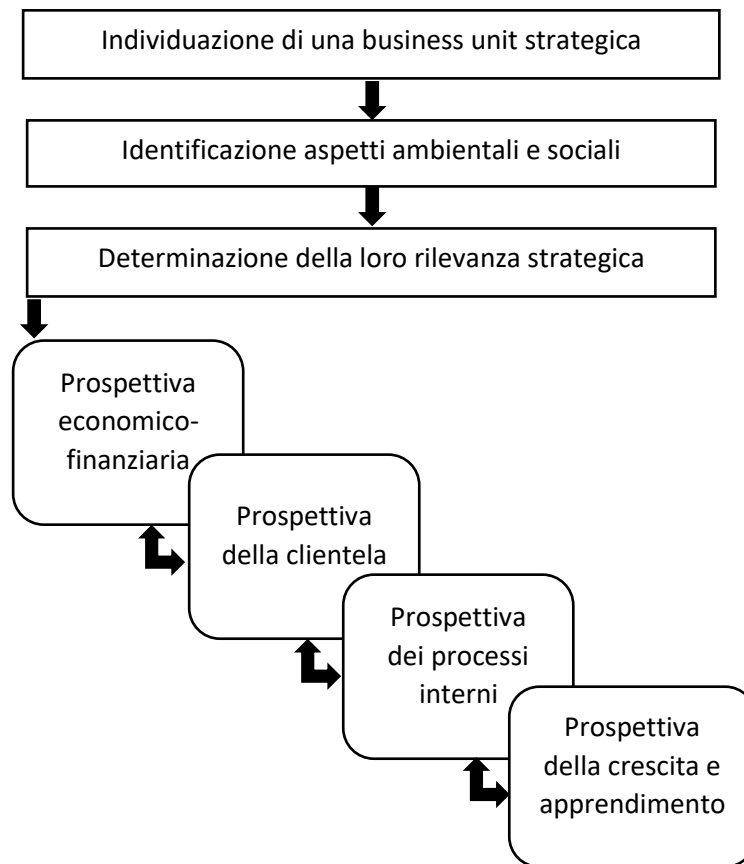 Individuazione di una business unit strategica
Identificazione aspetti ambientali e sociali
Determinazione della loro rilevanza strategica
Prospettiva
economico-
finanziaria
Prospettiva
della clientela
Prospettiva
dei processi
interni
Prospettiva
della crescita e
apprendimento